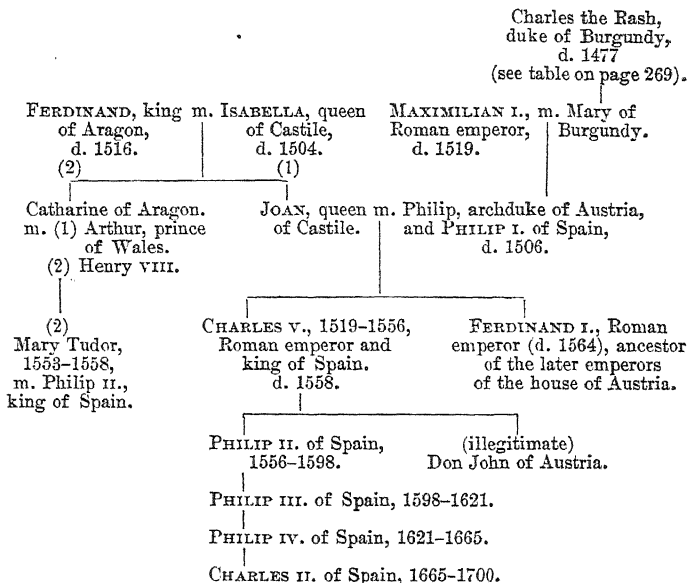 Charles the Rash,
duke of Burgundy,
d. 1477
(see table on page 269).
FERDINAND, king m. ISABELLA, queen
of Aragon, of Castile,
d. 1516. d. 1504.
(2) (1)
MAXIMILIAN I., m. Mary of
Roman emperor, Burgundy.
d. 1519.
Catharine of Aragon.
m. (1) Arthur, prince
of Wales.
(2) Henry VIII.
JOAN, queen m. Philip, archduke of Austria,
of Castile. and PHILIP I. of Spain,
d. 1506.
(2)
Mary Tudor,
1553–1558,
m. Philip II.,
king of Spain.
CHARLES V., 1519–1556,
Roman emperor and
king of Spain.
d. 1558.
FERDINAND I., Roman
emperor (d. 1564), ancestor
of the later emperors
of the house of Austria.
PHILIP II. of Spain,
1556–1598.
(illegitimate)
Don John of Austria.
PHILIP III. of Spain, 1598–1621.
PHILIP IV. of Spain, 1621–1665.
CHARLES II. of Spain, 1665–1700.